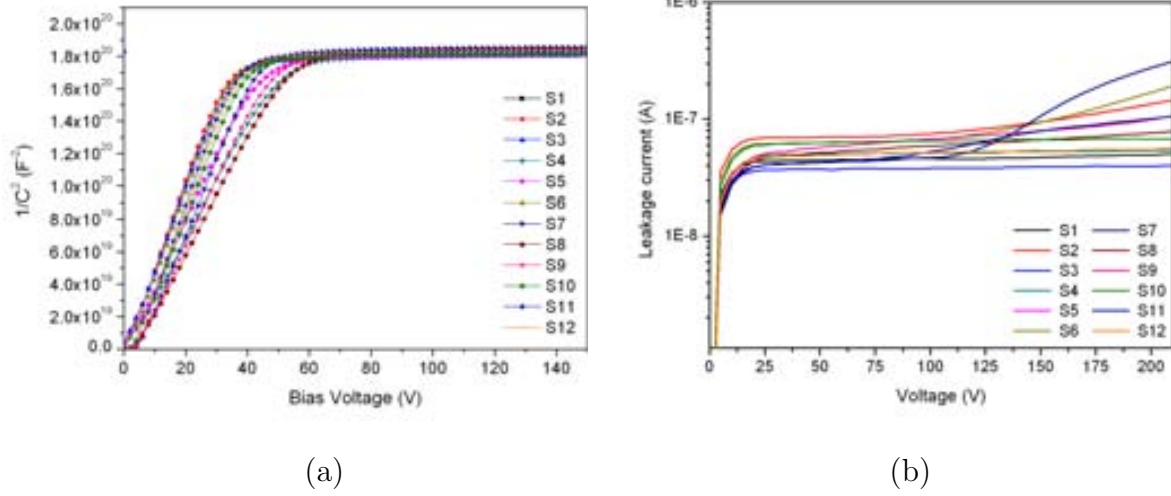 2.0x10^20
1.8x10^20
1.6x10^20
1.4x10^20
1.2x10^20
1.0x10^20
8.0x10^19
6.0x10^19
4.0x10^19
2.0x10^19
0.0
1/C^2 (F^-2)
0 20 40 60 80 100 120 140
Bias Voltage (V)
S1
S2
S3
S4
S5
S6
S7
S8
S9
S10
S11
S12
(a)
1E-6
1E-7
1E-8
Leakage current (A)
0 25 50 75 100 125 150 175 200
Voltage (V)
S1 S7
S2 S8
S3 S9
S4 S10
S5 S11
S6 S12
(b)